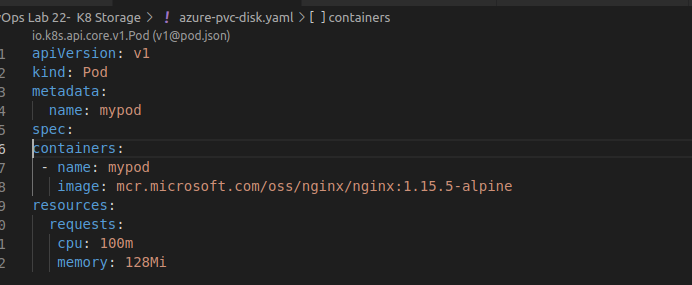 Ops Lab 22- K8 Storage > ! azure-pvc-disk.yaml > [ ] containers
io.k8s.api.core.v1.Pod (v1@pod.json)
1 apiVersion: v1
2 kind: Pod
3 metadata:
4   name: mypod
5 spec:
6 containers:
7  - name: mypod
8    image: mcr.microsoft.com/oss/nginx/nginx:1.15.5-alpine
9 resources:
0   requests:
1    cpu: 100m
2    memory: 128Mi